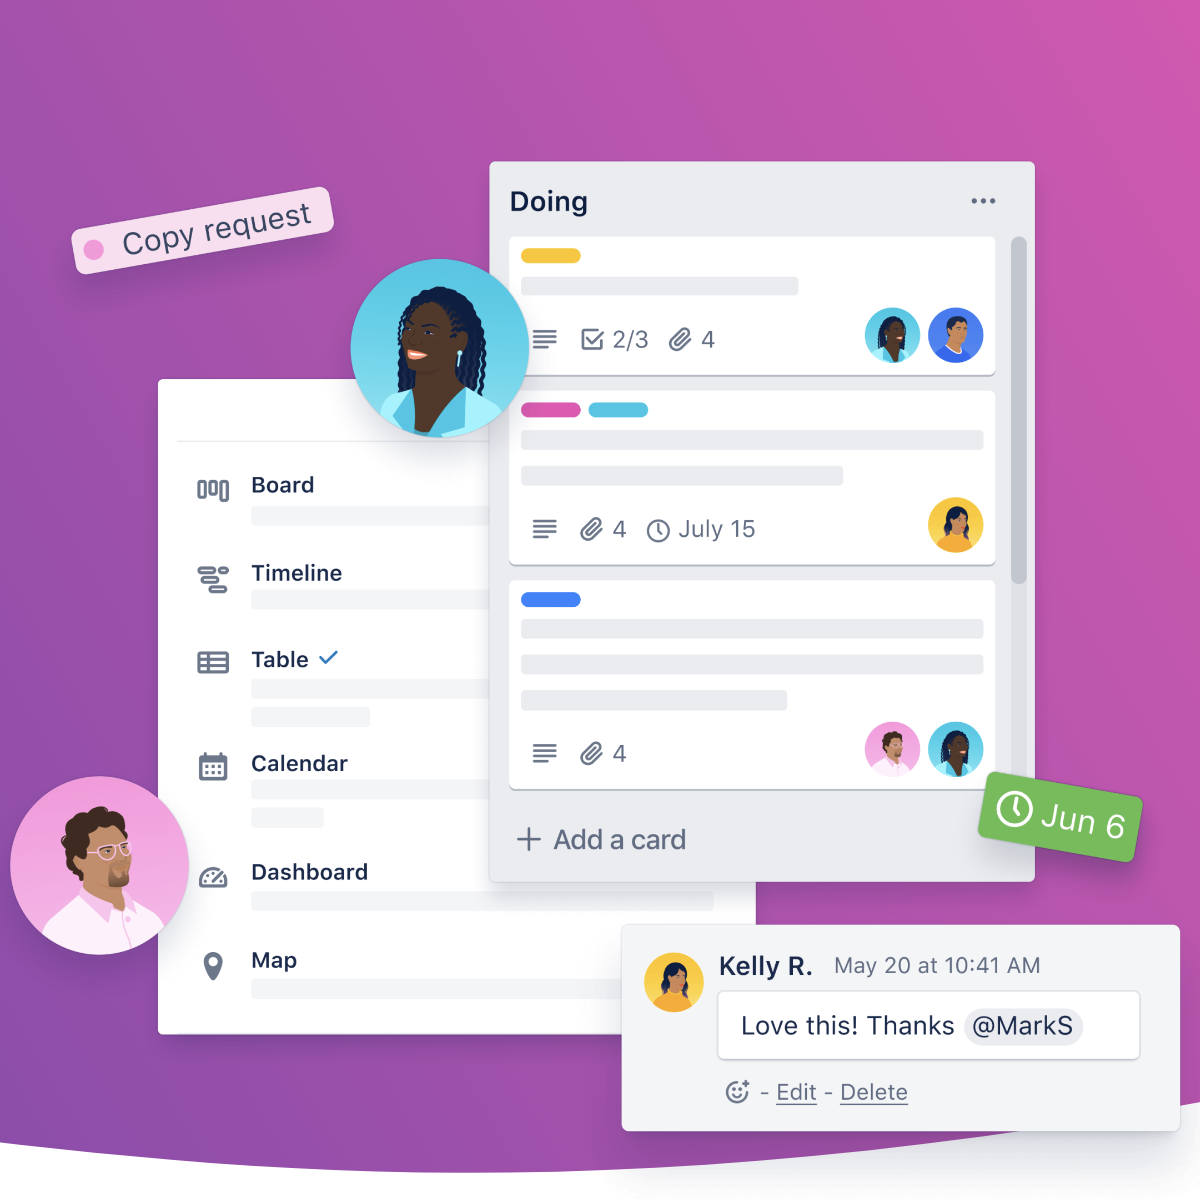 Copy request
Doing
2/3 4
4 July 15
4
Add a card
Jun 6
Board
Timeline
Table
Calendar
Dashboard
Map
Kelly R. May 20 at 10:41 AM
Love this! Thanks @MarkS
- Edit - Delete